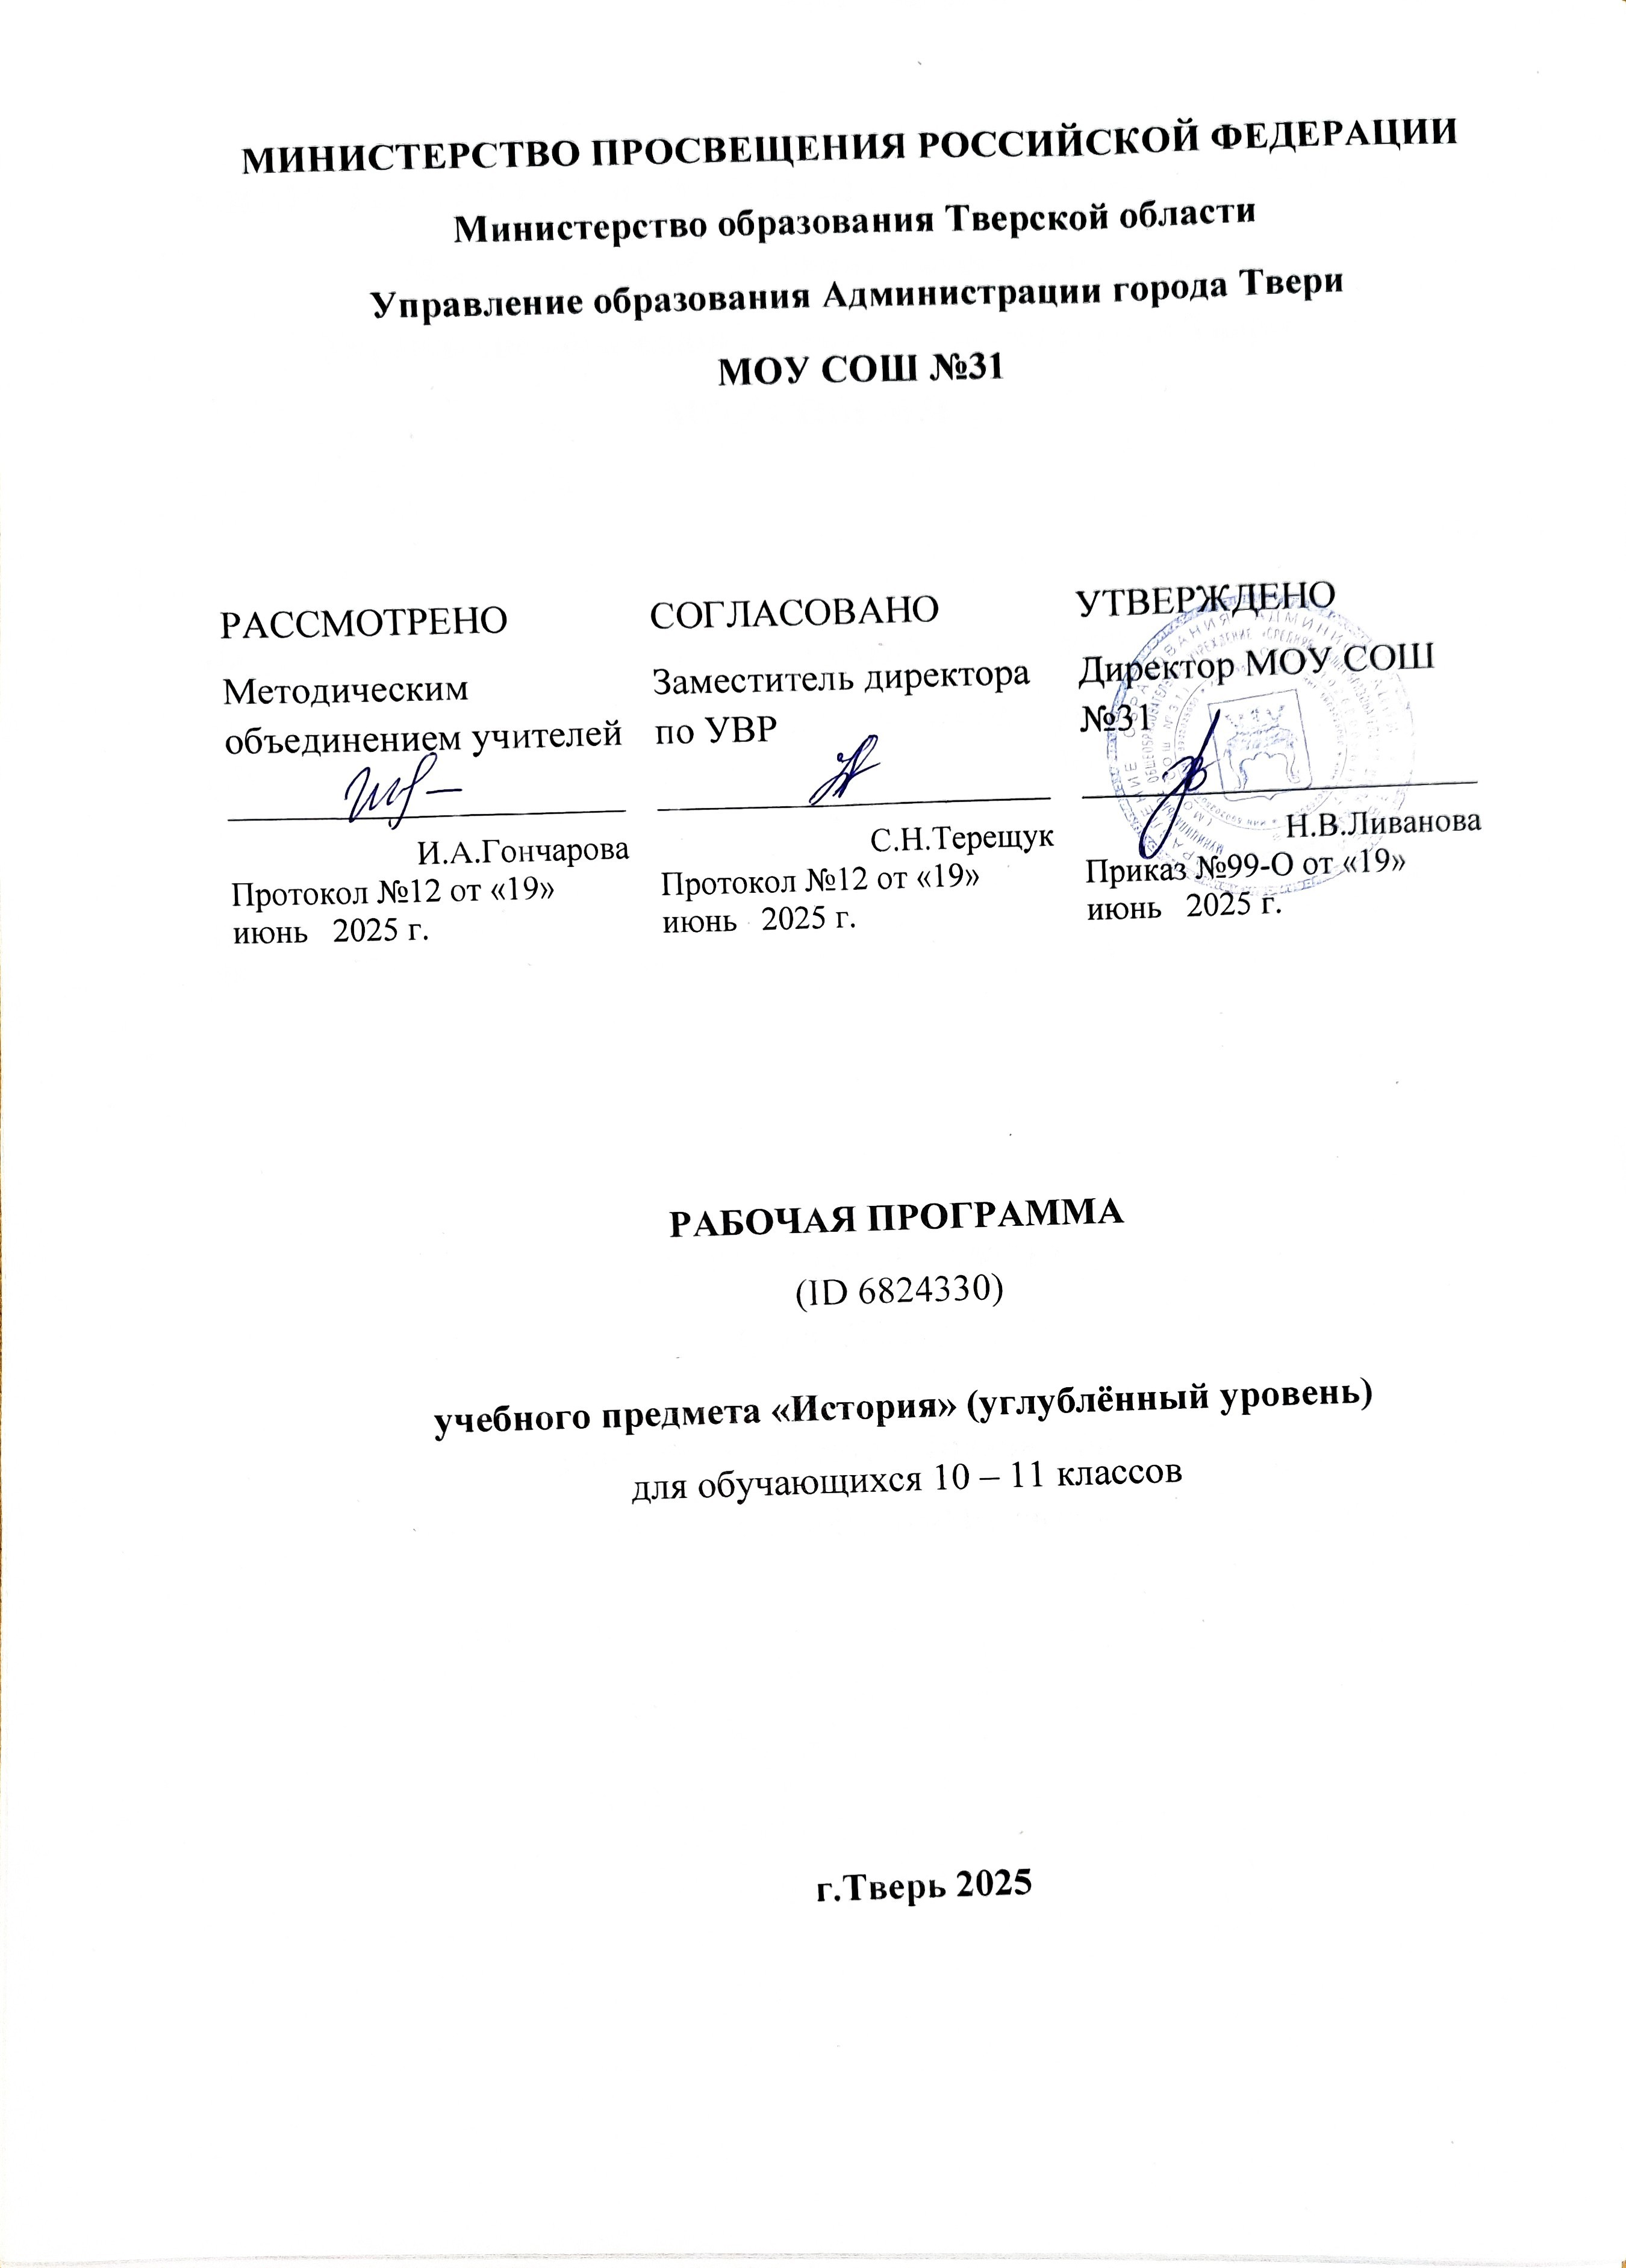 МИНИСТЕРСТВО ПРОСВЕЩЕНИЯ РОССИЙСКОЙ ФЕДЕРАЦИИ
Министерство образования Тверской области
Управление образования Администрации города Твери
МОУ СОШ №31
РАССМОТРЕНО
Методическим
объединением учителей
И.А.Гончарова
Протокол №12 от «19»
июнь 2025 г.
СОГЛАСОВАНО
Заместитель директора
по УВР
С.Н.Терещук
Протокол №12 от «19»
июнь 2025 г.
УТВЕРЖДЕНО
Директор МОУ СОШ
№31
Н.В.Ливанова
Приказ №99-О от «19»
июнь 2025 г.
РАБОЧАЯ ПРОГРАММА
(ID 6824330)
учебного предмета «История» (углублённый уровень)
для обучающихся 10 – 11 классов
г.Тверь 2025